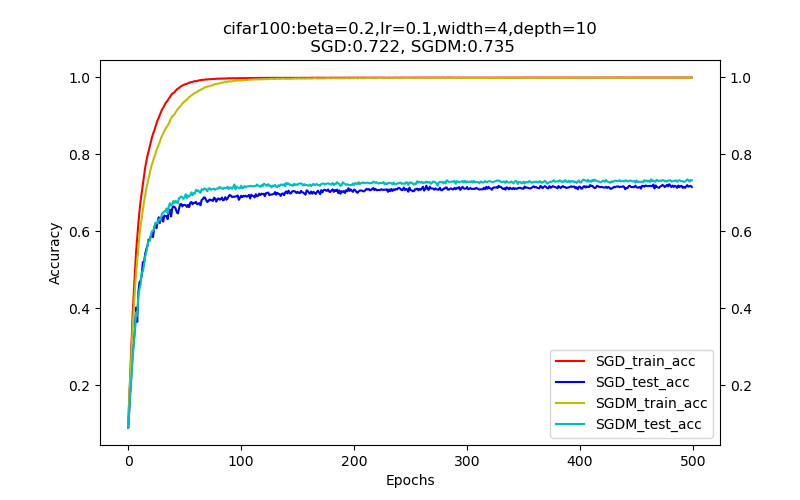 cifar100:beta=0.2,lr=0.1,width=4,depth=10
SGD:0.722, SGDM:0.735
1.0
0.8
0.6
0.4
0.2
Accuracy
1.0
0.8
0.6
0.4
0.2
SGD_train_acc
SGD_test_acc
SGDM_train_acc
SGDM_test_acc
0 100 200 300 400 500
Epochs